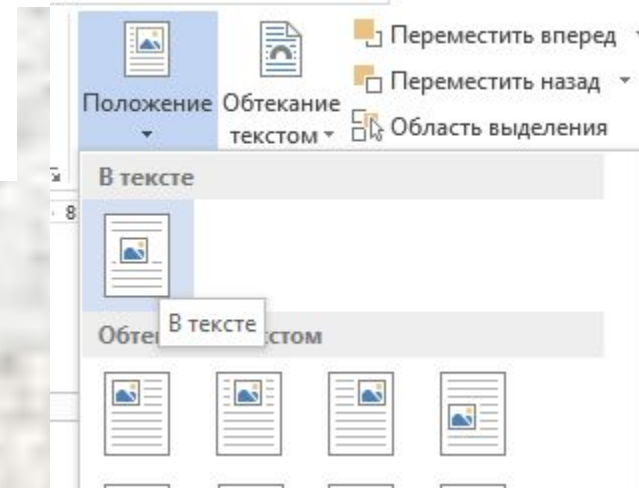 Положение
Обтекание
текстом
Переместить вперед
Переместить назад
Область выделения
В тексте
8
В тексте
Обте стом